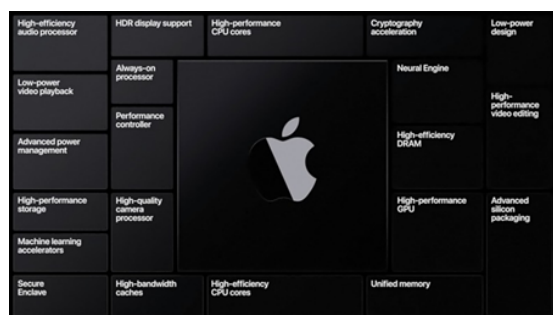 High-efficiency
audio processor
HDR display support
High-performance
CPU cores
Cryptography
acceleration
Low-power
design
Low-power
video playback
Always-on
processor
Neural Engine
High-
performance
video editing
Performance
controller
Advanced power
management
High-efficiency
DRAM
High-performance
storage
High-quality
camera
processor
High-performance
GPU
Advanced
silicon
packaging
Machine learning
accelerators
Secure
Enclave
High-bandwidth
caches
High-efficiency
CPU cores
Unified memory